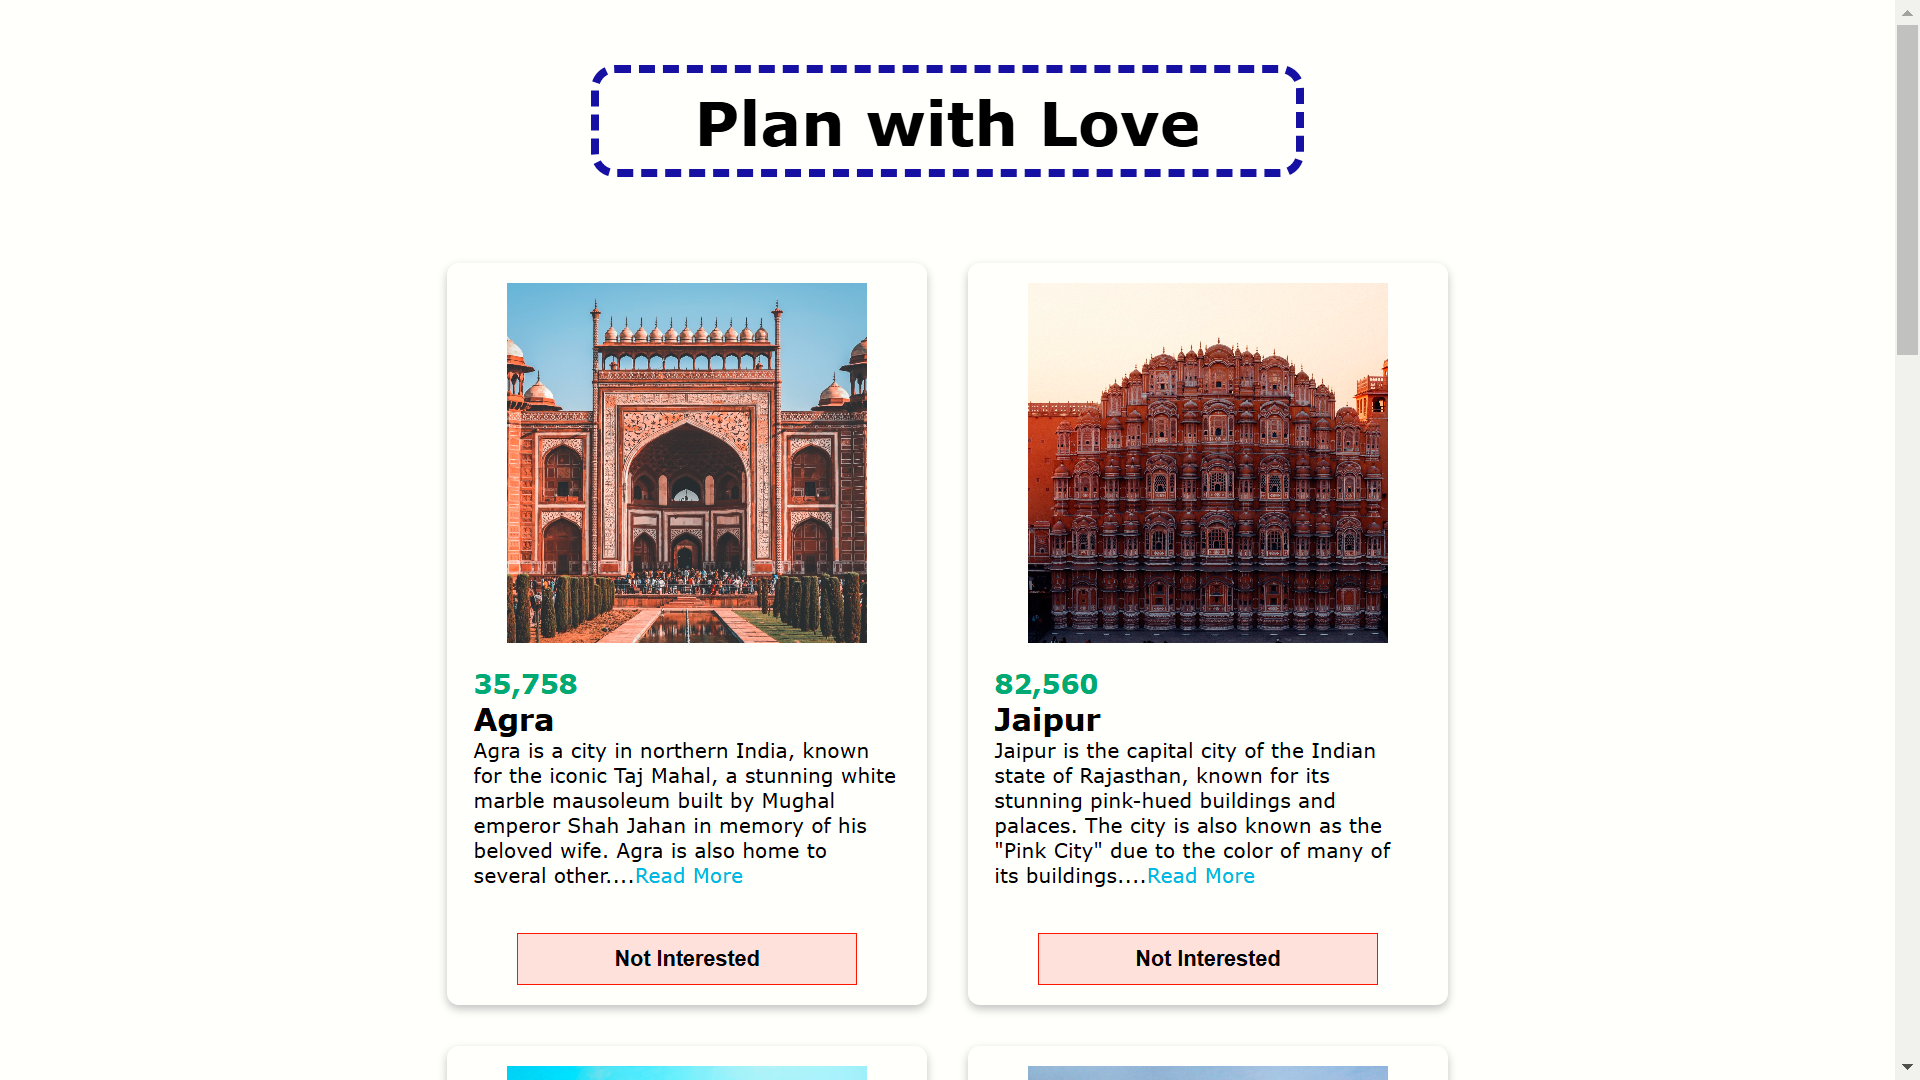 Plan with Love
35,758
Agra
Agra is a city in northern India, known
for the iconic Taj Mahal, a stunning white
marble mausoleum built by Mughal
emperor Shah Jahan in memory of his
beloved wife. Agra is also home to
several other....Read More
Not Interested
82,560
Jaipur
Jaipur is the capital city of the Indian
state of Rajasthan, known for its
stunning pink-hued buildings and
palaces. The city is also known as the
"Pink City" due to the color of many of
its buildings....Read More
Not Interested